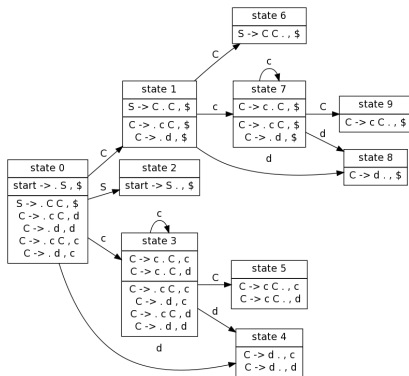 state 6
S -> C C . , $
state 1
S -> C . C , $
C -> . c C , $
C -> . d , $
C
c
state 7
C -> c . C , $
C -> . c C , $
C -> . d , $
c
C
state 9
C -> c C . , $
d
state 8
C -> d . , $
d
state 0
start -> . S , $
S -> . C C , $
C -> . c C , d
C -> . d , d
C -> . c C , c
C -> . d , c
C
S
state 2
start -> S . , $
c
c
state 3
C -> c . C , c
C -> c . C , d
C -> . c C , c
C -> . d , c
C -> . c C , d
C -> . d , d
C
state 5
C -> c C . , c
C -> c C . , d
d
state 4
C -> d . , c
C -> d . , d
d